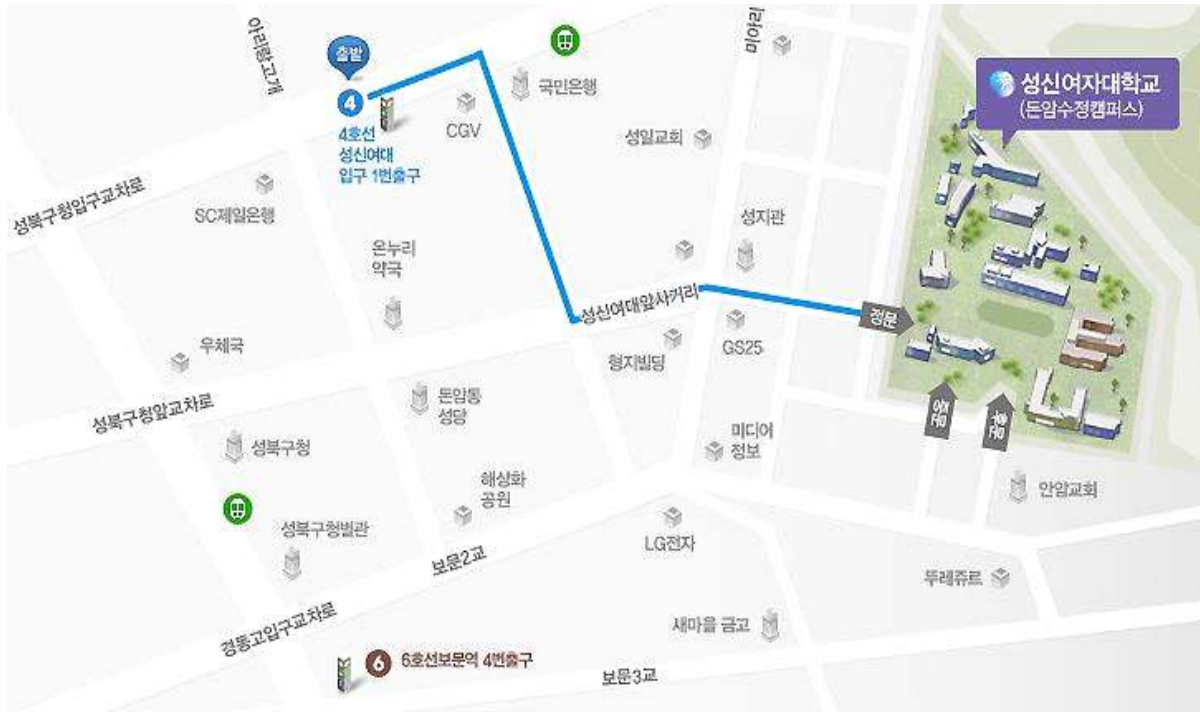 아리랑고개
미아리
출발
4
4호선
성신여대
입구 1번출구
CGV
국민은행
성신여자대학교
(돈암수정캠퍼스)
성일교회
성북구청입구교차로
SC제일은행
온누리
약국
성지관
성신여대앞사거리
정문
우체국
형지빌딩
GS25
성북구청앞교차로
돈암동
성당
성북구청
미디어
정보
후문
안암교회
해상화
공원
성북구청별관
보문2교
LG전자
뚜레쥬르
경동고입구교차로
새마을 금고
6
6호선보문역 4번출구
보문3교